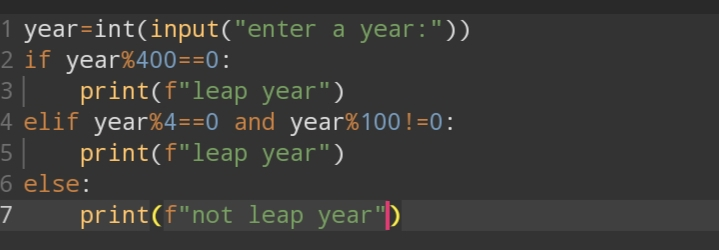 1 year=int(input("enter a year:"))
2 if year%400==0:
3     print(f"leap year")
4 elif year%4==0 and year%100!=0:
5     print(f"leap year")
6 else:
7     print(f"not leap year")